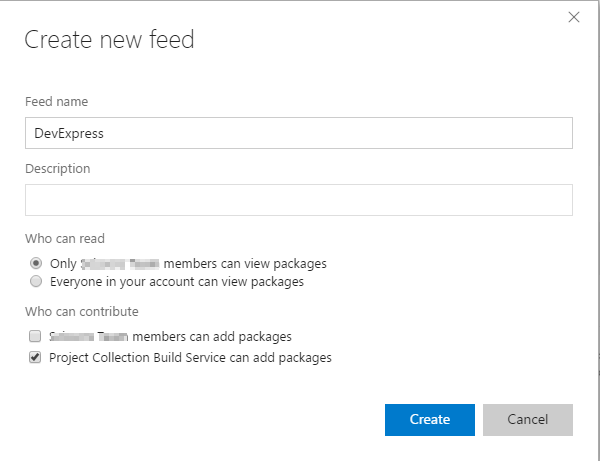 Create new feed
Feed name
DevExpress
Description
Who can read
Only members can view packages
Everyone in your account can view packages
Who can contribute
members can add packages
Project Collection Build Service can add packages
Create Cancel